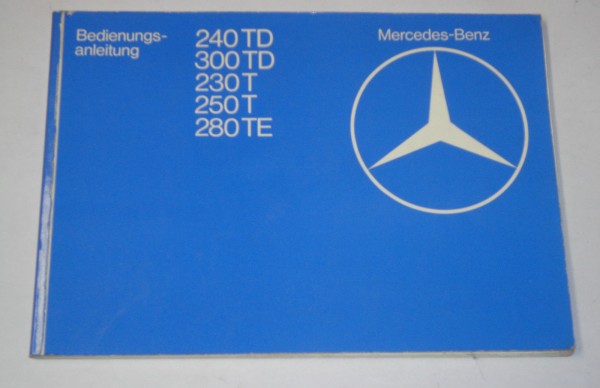 Bedienungs-
anleitung
240 TD
300 TD
230 T
250 T
280 TE
Mercedes-Benz